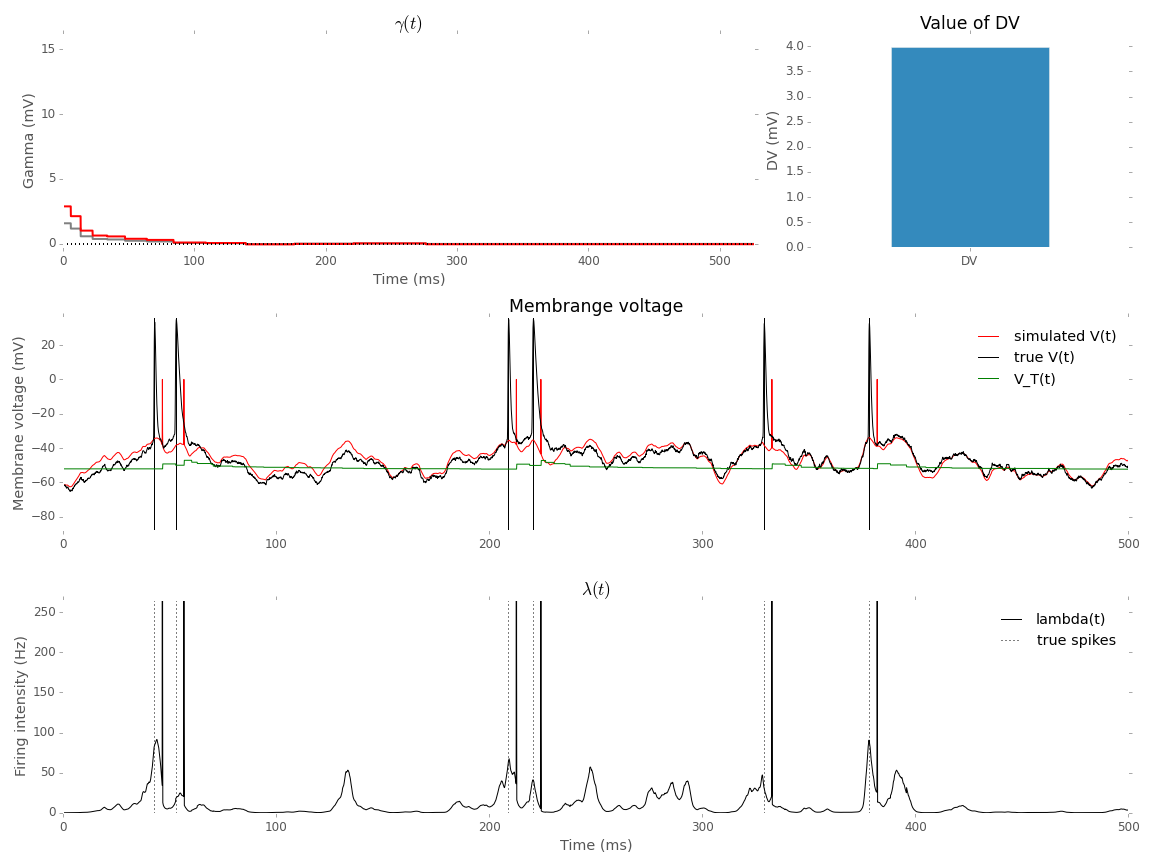 γ(t)
Gamma (mV)
15
10
5
0
0 100 200 300 400 500
Time (ms)
Value of DV
DV (mV)
4.0
3.5
3.0
2.5
2.0
1.5
1.0
0.5
0.0
DV
Membrange voltage
Membrane voltage (mV)
20
0
−20
−40
−60
−80
simulated V(t)
true V(t)
V_T(t)
0 100 200 300 400 500
λ(t)
Firing intensity (Hz)
250
200
150
100
50
0
lambda(t)
true spikes
0 100 200 300 400 500
Time (ms)